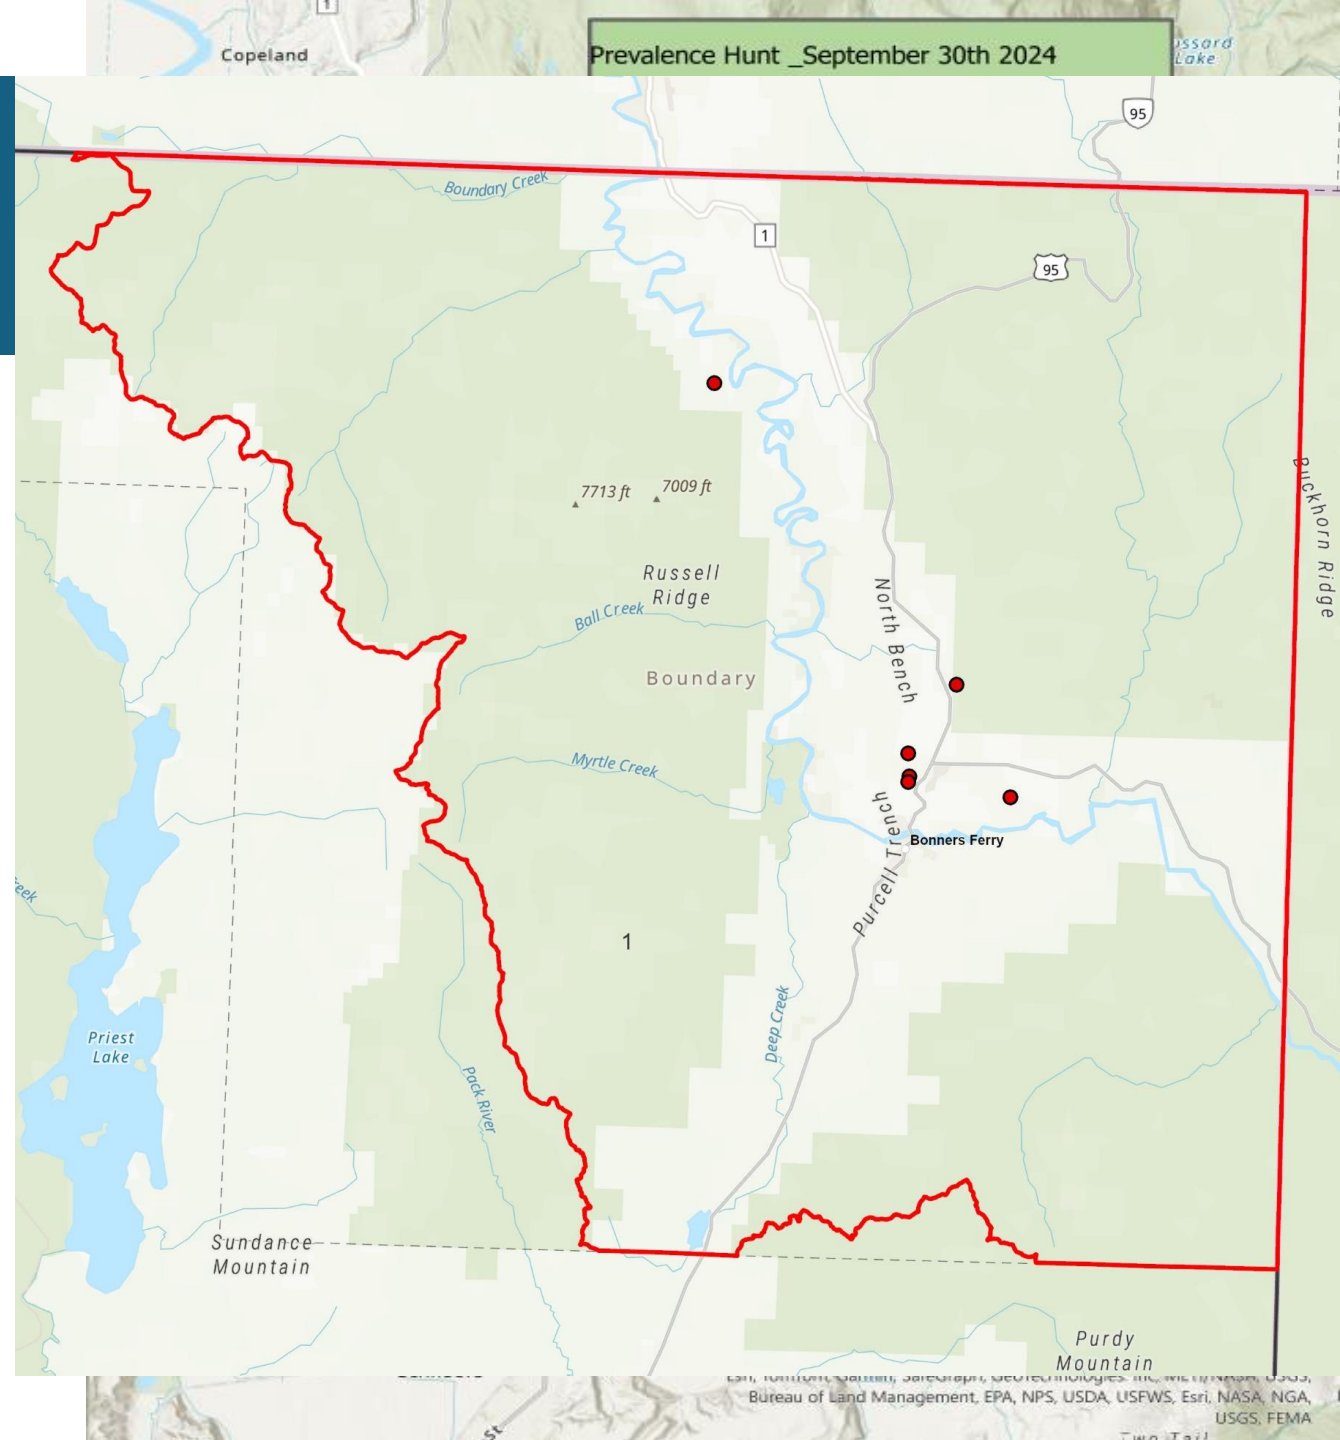 1
Copeland
Prevalence Hunt _September 30th 2024
Lake
95
Boundary Creek
1
95
7713 ft
7009 ft
Buckhorn Ridge
Russell
Ridge
North Bench
Ball Creek
Boundary
Myrtle Creek
Purcell Trench
Bonners Ferry
reek
1
Deep Creek
Priest
Lake
Pack River
Sundance
Mountain
Purdy
Mountain
Bureau of Land Management, EPA, NPS, USDA, USFWS, Esri, NASA, NGA,
USGS, FEMA